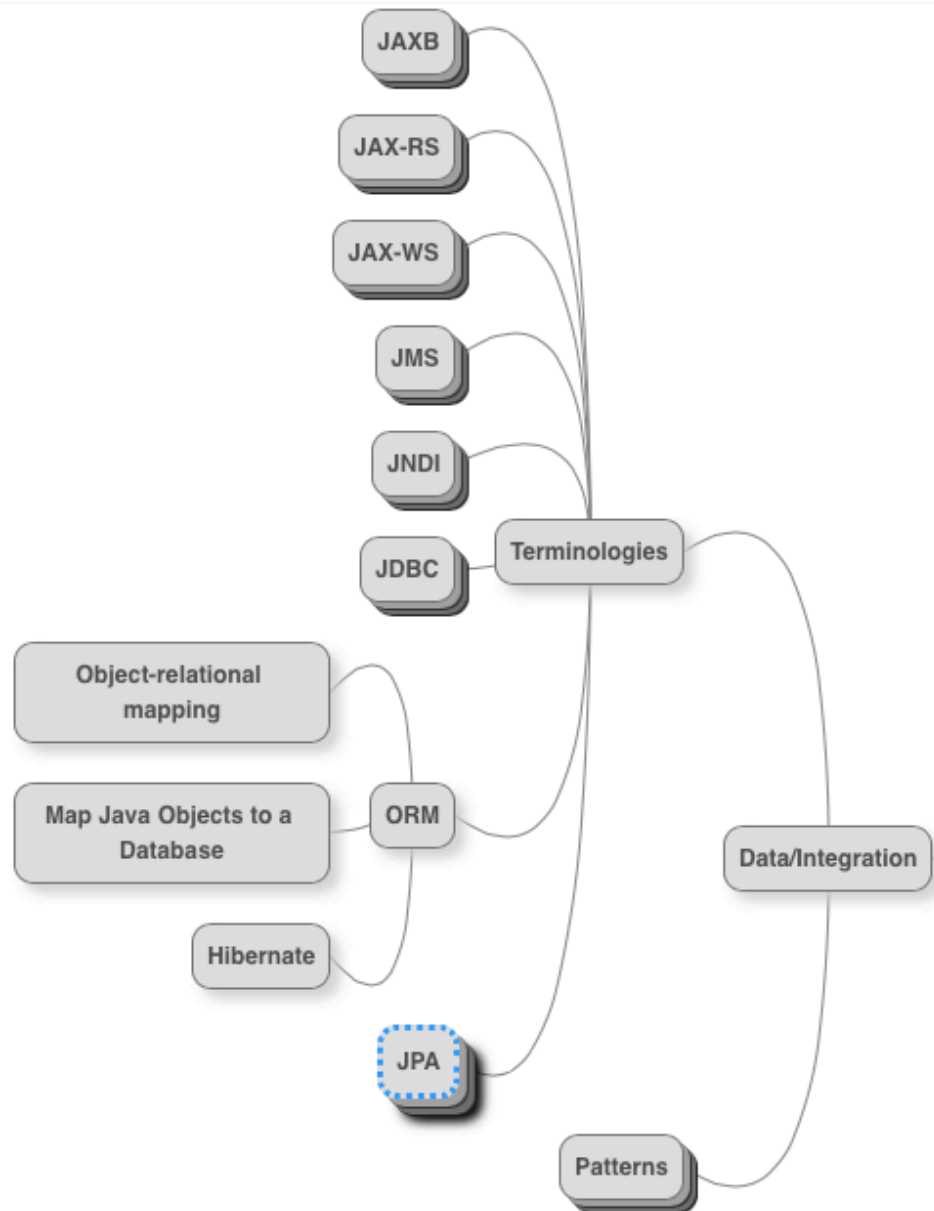 JAXB
JAX-RS
JAX-WS
JMS
JNDI
Terminologies
JDBC
Object-relational
mapping
Map Java Objects to a
Database
ORM
Data/Integration
Hibernate
JPA
Patterns